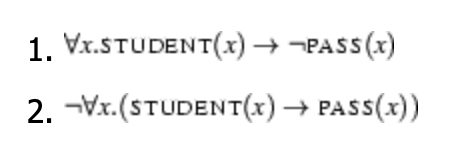 1. ∀x.STUDENT(x) → ¬PASS(x)
2. ¬∀x.(STUDENT(x) → PASS(x))